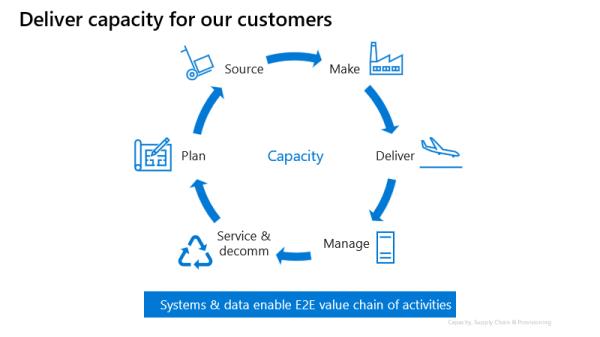 Deliver capacity for our customers
Source
Make
Plan
Capacity
Deliver
Service &
decomm
Manage
Systems & data enable E2E value chain of activities
Capacity, Supply Chain & Provisioning